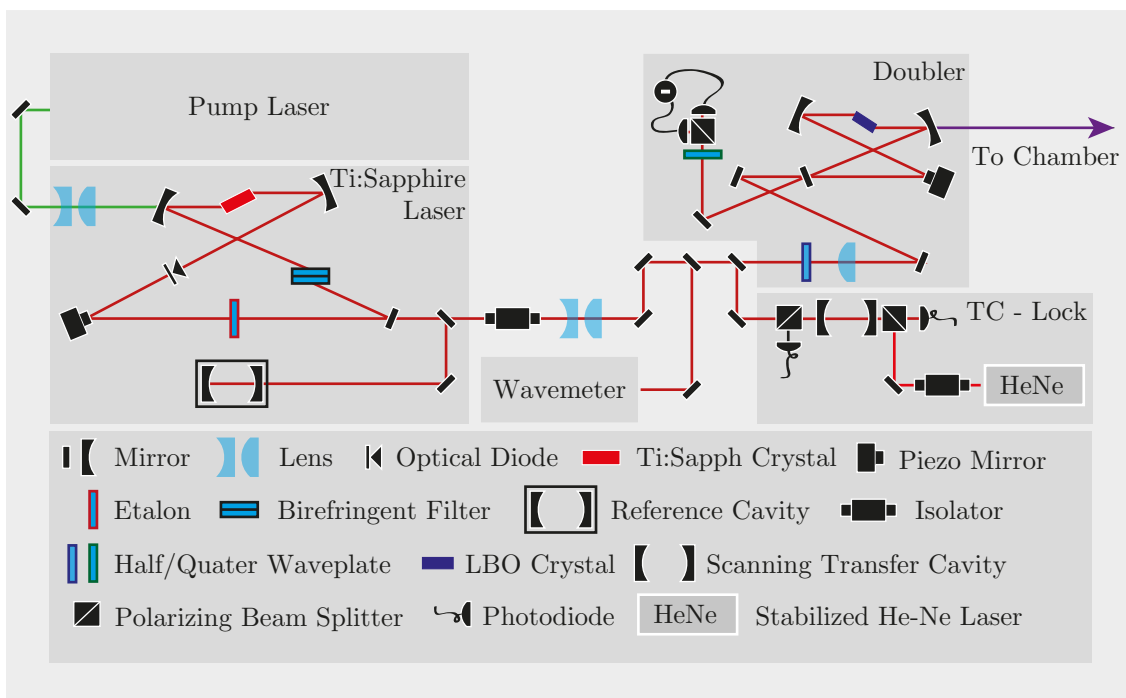 Pump Laser
Doubler
To Chamber
Ti:Sapphire
Laser
TC - Lock
Wavemeter
HeNe
Mirror
Lens
Optical Diode
Ti:Sapph Crystal
Piezo Mirror
Etalon
Birefringent Filter
Reference Cavity
Isolator
Half/Quater Waveplate
LBO Crystal
Scanning Transfer Cavity
Polarizing Beam Splitter
Photodiode
HeNe
Stabilized He-Ne Laser